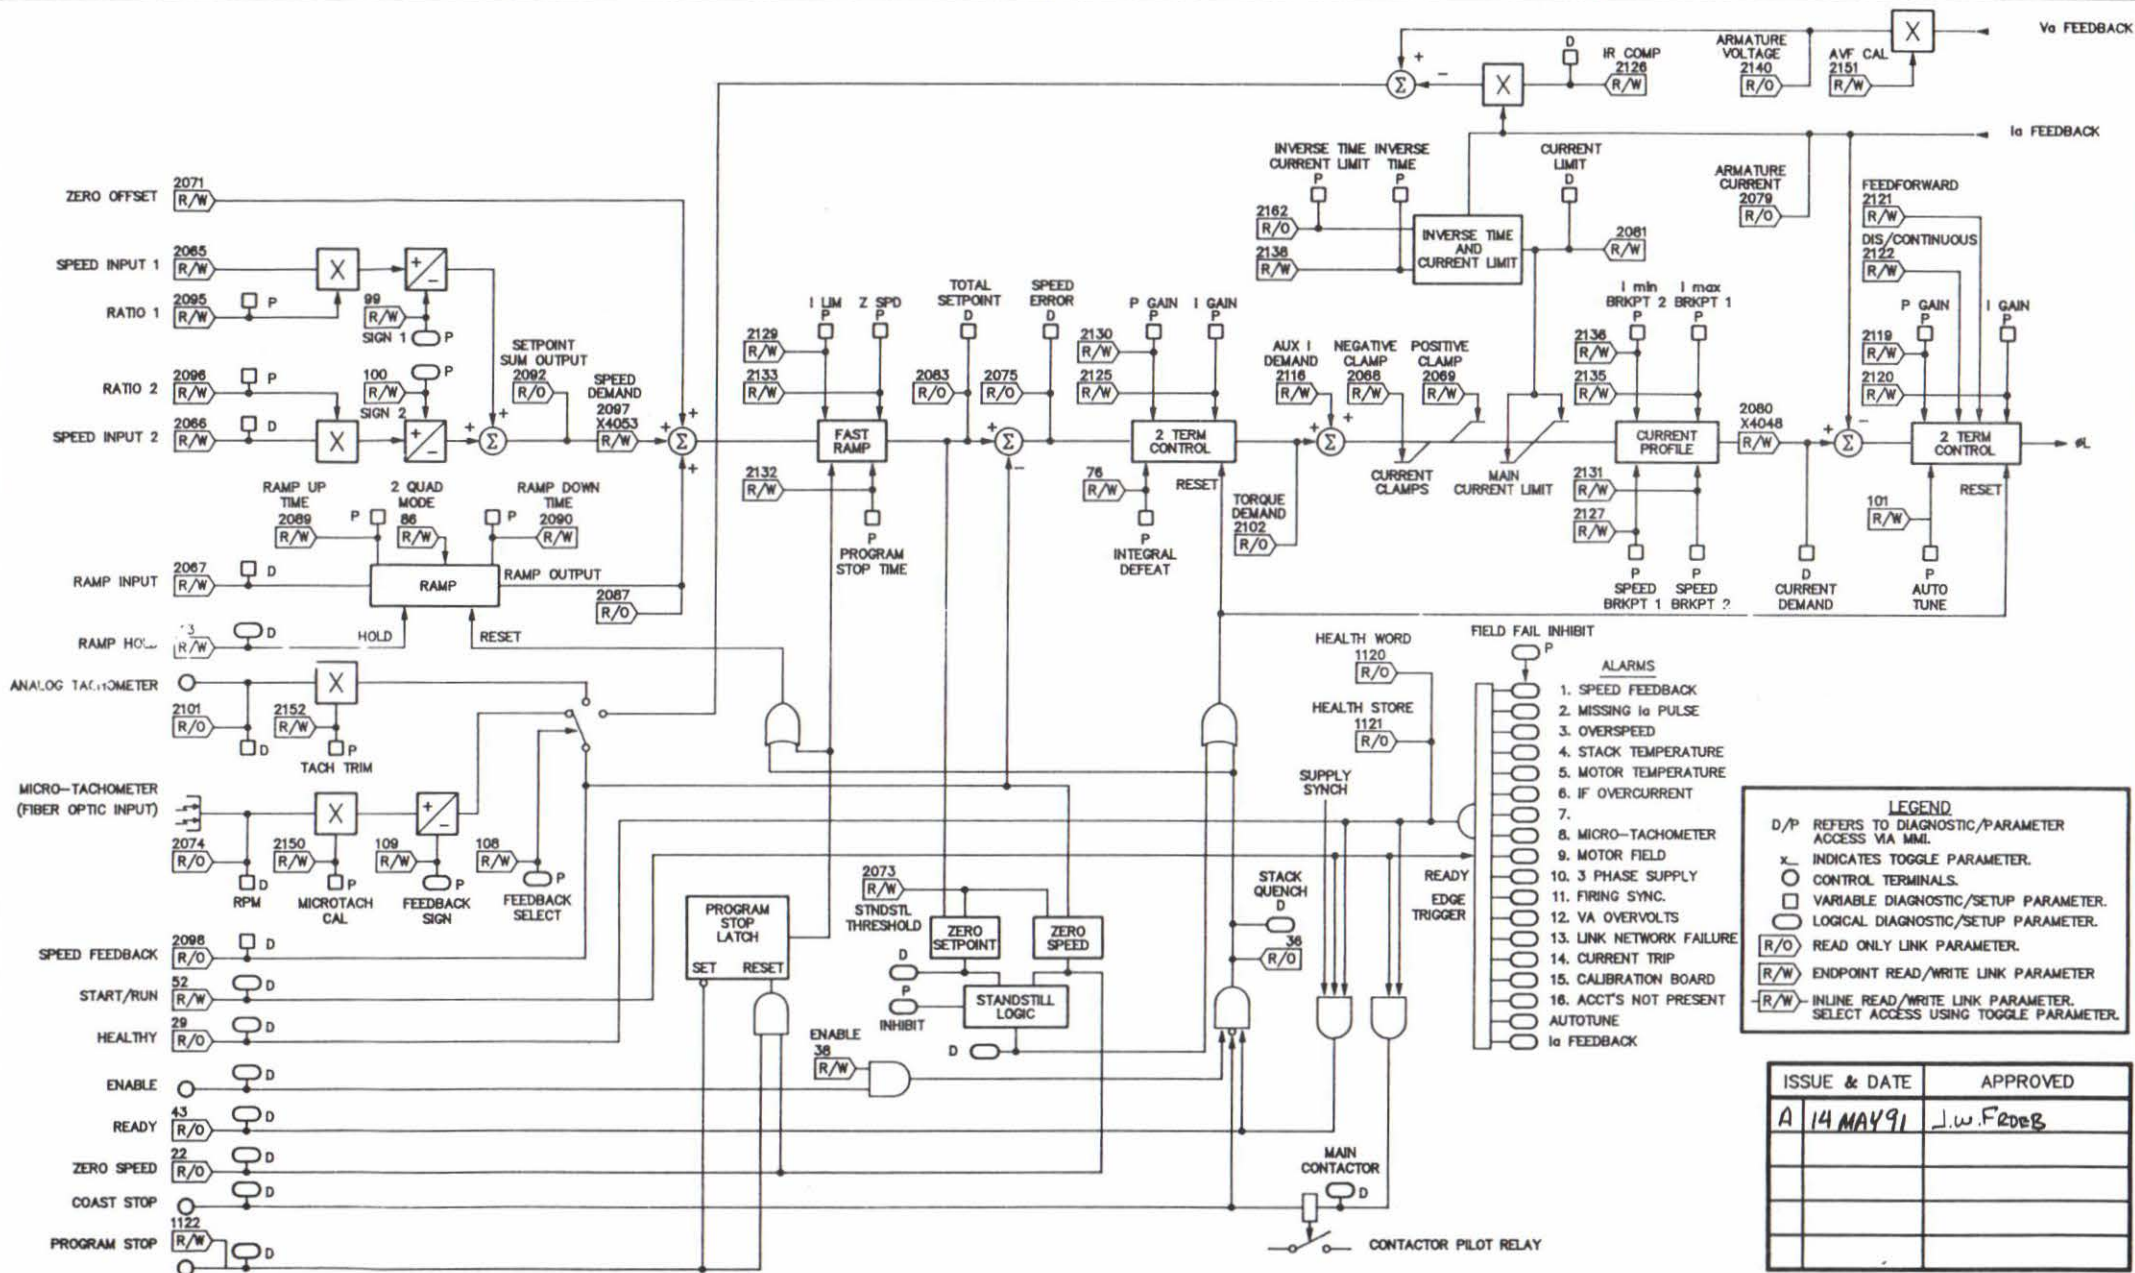 Va FEEDBACK
ARMATURE VOLTAGE
2140
R/O
AVF CAL
2151
R/W
X
D
IR COMP
2126
R/W
X
Σ
+
-
Ia FEEDBACK
INVERSE TIME CURRENT LIMIT
P
INVERSE TIME
P
CURRENT LIMIT
D
ARMATURE CURRENT
2079
R/O
2162
R/O
2138
R/W
INVERSE TIME
AND
CURRENT LIMIT
2081
R/W
FEEDFORWARD
2121
R/W
DIS/CONTINUOUS
2122
R/W
ZERO OFFSET
2071
R/W
SPEED INPUT 1
2065
R/W
X
+
-
RATIO 1
2095
R/W
P
99
R/W
SIGN 1
P
RATIO 2
2096
R/W
P
100
R/W
SIGN 2
P
SPEED INPUT 2
2066
R/W
D
X
+
-
+
+
Σ
SETPOINT
SUM OUTPUT
2092
R/O
SPEED
DEMAND
2097
X4053
R/W
+
+
+
Σ
I LIM
P
Z SPD
P
2129
R/W
2133
R/W
FAST
RAMP
2132
R/W
P
PROGRAM
STOP TIME
TOTAL
SETPOINT
D
2063
R/O
SPEED
ERROR
D
2075
R/O
+
-
Σ
P GAIN
P
I GAIN
P
2130
R/W
2125
R/W
2 TERM
CONTROL
RESET
76
R/W
P
INTEGRAL
DEFEAT
TORQUE
DEMAND
2102
R/O
AUX I
DEMAND
2116
R/W
+
+
Σ
NEGATIVE
CLAMP
2068
R/W
POSITIVE
CLAMP
2069
R/W
CURRENT
CLAMPS
MAIN
CURRENT LIMIT
I min
BRKPT 2
P
I max
BRKPT 1
P
2136
R/W
2135
R/W
CURRENT
PROFILE
2131
R/W
2127
R/W
P
SPEED
BRKPT 1
P
SPEED
BRKPT 2
2080
X4048
R/W
D
CURRENT
DEMAND
+
-
Σ
P GAIN
P
I GAIN
P
2119
R/W
2120
R/W
2 TERM
CONTROL
øL
RESET
101
R/W
P
AUTO
TUNE
RAMP UP
TIME
2089
R/W
P
2 QUAD
MODE
86
R/W
RAMP DOWN
TIME
P
2090
R/W
RAMP INPUT
2067
R/W
D
RAMP
RAMP OUTPUT
2087
R/O
R/W
D
HOLD
RESET
ANALOG
2101
R/O
D
X
2152
R/W
P
TACH TRIM
MICRO-TACHOMETER
(FIBER OPTIC INPUT)
2074
R/O
D
RPM
X
2150
R/W
P
MICROTACH
CAL
+
-
109
R/W
P
FEEDBACK
SIGN
108
R/W
P
FEEDBACK
SELECT
SPEED FEEDBACK
2098
R/O
D
START/RUN
52
R/W
D
HEALTHY
29
R/O
D
ENABLE
D
READY
43
R/O
D
ZERO SPEED
22
R/O
D
COAST STOP
D
PROGRAM STOP
1122
R/W
D
PROGRAM
STOP
LATCH
SET
RESET
2073
R/W
STNDSTL
THRESHOLD
ZERO
SETPOINT
ZERO
SPEED
D
P
INHIBIT
STANDSTILL
LOGIC
D
ENABLE
38
R/W
STACK
QUENCH
D
36
R/O
SUPPLY
SYNCH
HEALTH WORD
1120
R/O
HEALTH STORE
1121
R/O
READY
EDGE
TRIGGER
MAIN
CONTACTOR
D
CONTACTOR PILOT RELAY
FIELD FAIL INHIBIT
P
ALARMS
1. SPEED FEEDBACK
2. MISSING Ia PULSE
3. OVERSPEED
4. STACK TEMPERATURE
5. MOTOR TEMPERATURE
6. IF OVERCURRENT
7.
8. MICRO-TACHOMETER
9. MOTOR FIELD
10. 3 PHASE SUPPLY
11. FIRING SYNC.
12. VA OVERVOLTS
13. LINK NETWORK FAILURE
14. CURRENT TRIP
15. CALIBRATION BOARD
16. ACCT'S NOT PRESENT
AUTOTUNE
Ia FEEDBACK
LEGEND
D/P REFERS TO DIAGNOSTIC/PARAMETER
ACCESS VIA MMI.
x_ INDICATES TOGGLE PARAMETER.
CONTROL TERMINALS.
VARIABLE DIAGNOSTIC/SETUP PARAMETER.
LOGICAL DIAGNOSTIC/SETUP PARAMETER.
R/O READ ONLY LINK PARAMETER.
R/W ENDPOINT READ/WRITE LINK PARAMETER
R/W INLINE READ/WRITE LINK PARAMETER.
SELECT ACCESS USING TOGGLE PARAMETER.
ISSUE & DATE
APPROVED
A 14 MAY 91 J.W. FROEB